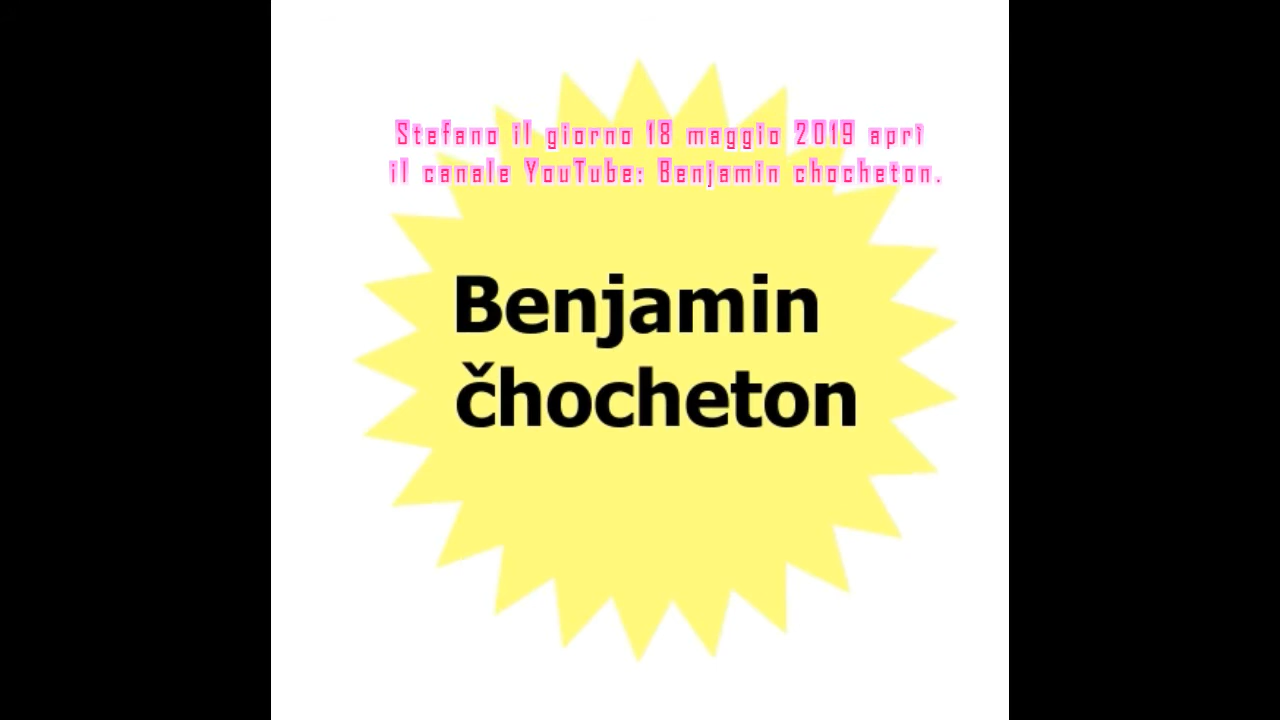 Stefano il giorno 18 maggio 2019 aprì
il canale YouTube: Benjamin chocheton.
Benjamin
čhocheton